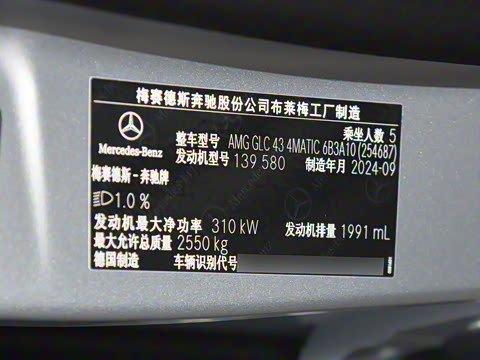 梅赛德斯奔驰股份公司布莱梅工厂制造
乘坐人数 5
整车型号 AMG GLC 43 4MATIC 6B3A10 (254687)
Mercedes-Benz
发动机型号 139 580 制造年月 2024-09
梅赛德斯 - 奔驰牌
1.0 %
发动机最大净功率 310 kW 发动机排量 1991 mL
最大允许总质量 2550 kg
德国制造 车辆识别代号